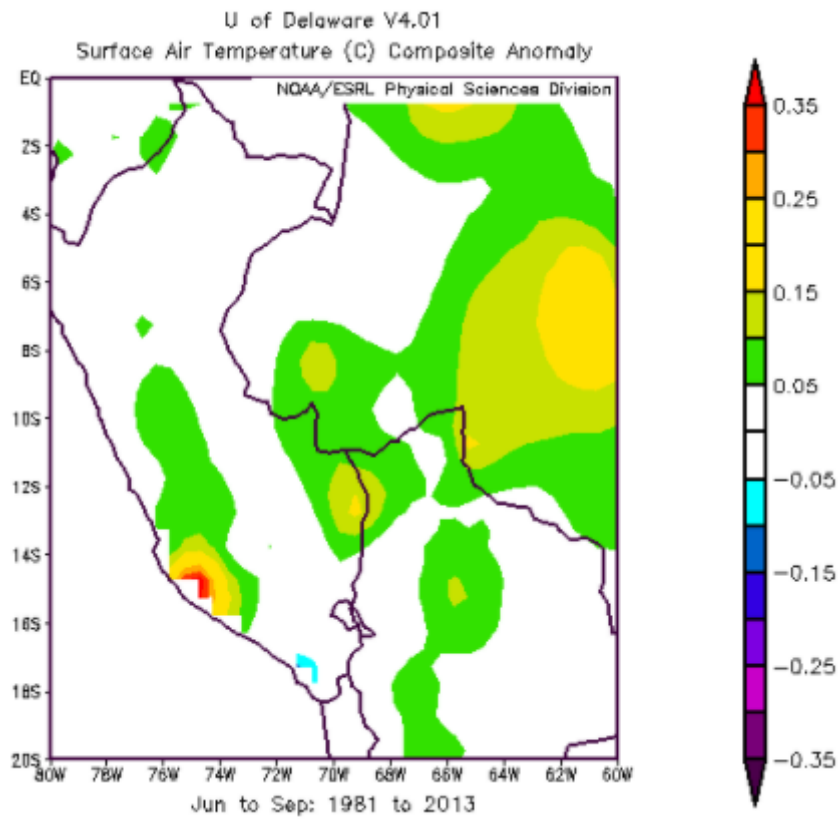 U of Delaware V4.01
Surface Air Temperature (C) Composite Anomaly
NOAA/ESRL Physical Sciences Division
EQ
2S
4S
6S
8S
10S
12S
14S
16S
18S
20S
80W 78W 76W 74W 72W 70W 68W 66W 64W 62W 60W
Jun to Sep: 1981 to 2013
0.35
0.25
0.15
0.05
-0.05
-0.15
-0.25
-0.35